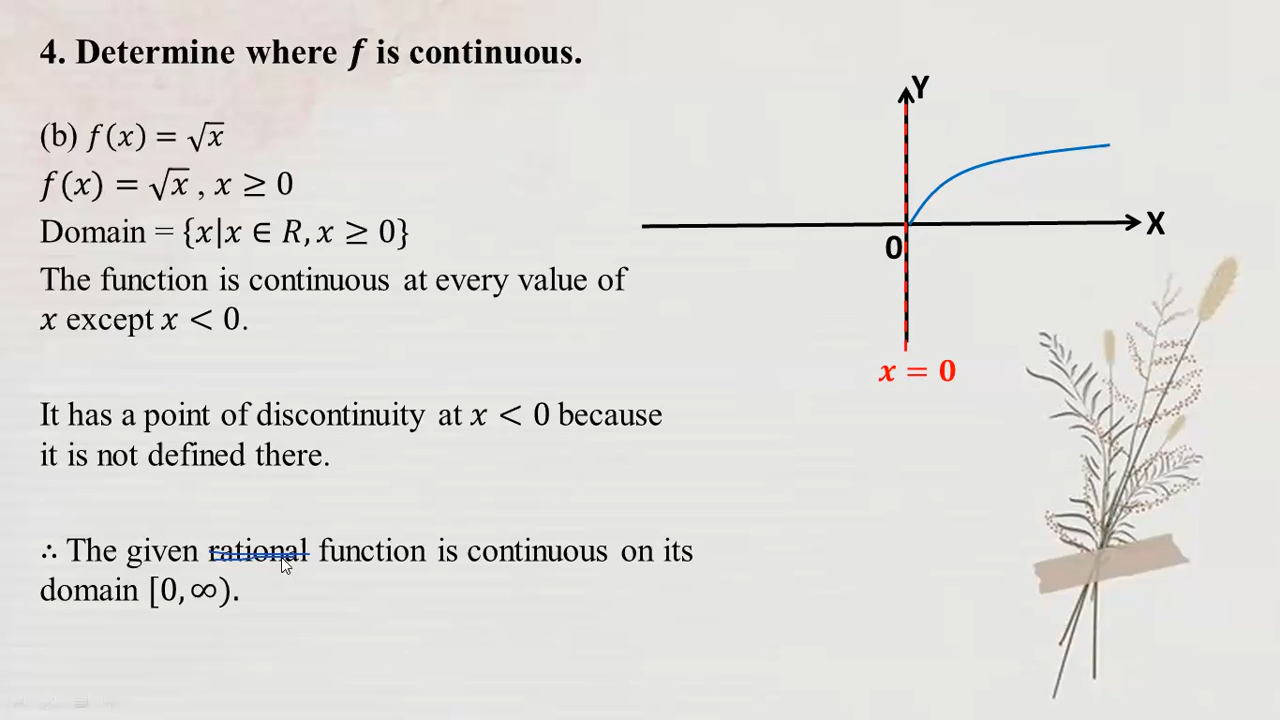 4. Determine where f is continuous.
(b) f(x) = √x
f(x) = √x , x ≥ 0
Domain = {x|x ∈ R, x ≥ 0}
The function is continuous at every value of
x except x < 0.
It has a point of discontinuity at x < 0 because
it is not defined there.
∴ The given rational function is continuous on its
domain [0, ∞).
Y
X
0
x = 0